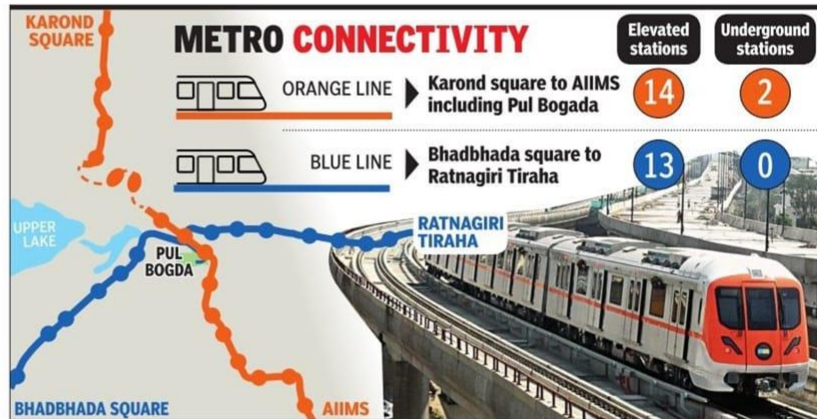 KAROND
SQUARE
METRO CONNECTIVITY
Elevated
stations
Underground
stations
ORANGE LINE
Karond square to AIIMS
including Pul Bogada
14
2
BLUE LINE
Bhadbhada square to
Ratnagiri Tiraha
13
0
UPPER
LAKE
PUL
BOGDA
RATNAGIRI
TIRAHA
BHADBHADA SQUARE
AIIMS